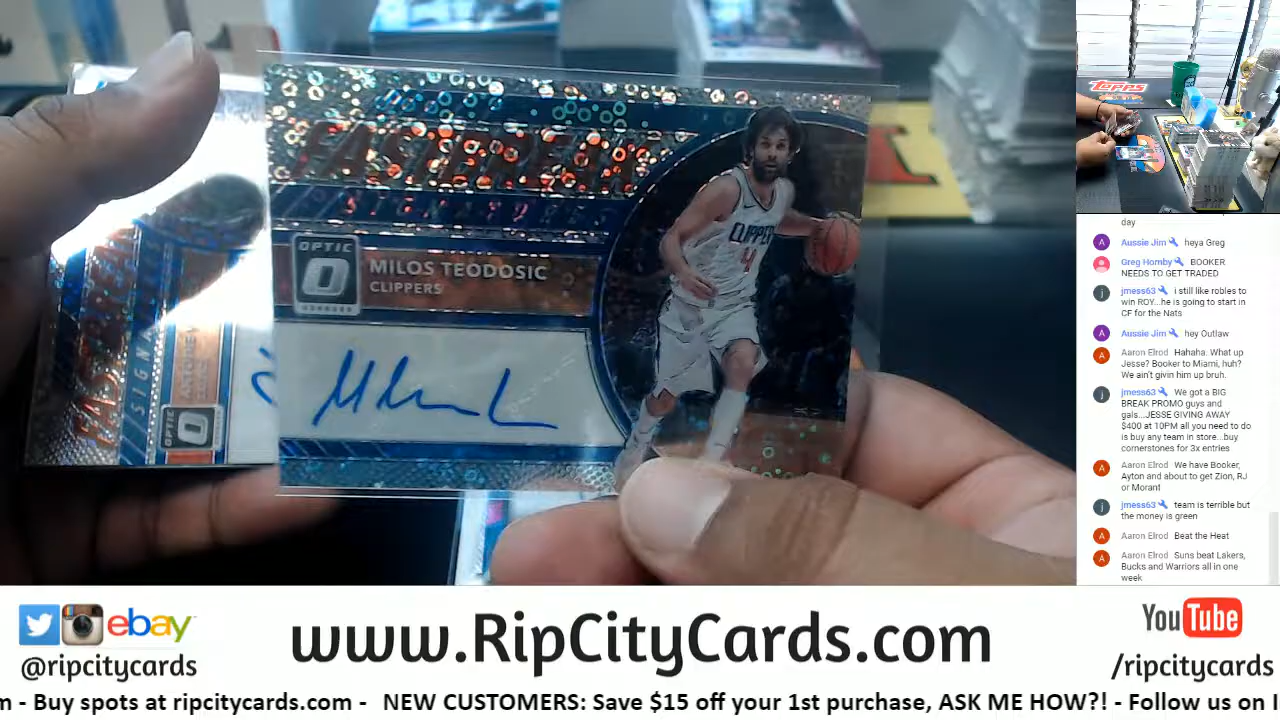 FAST BREAK
SIGNATURES
OPTIC
MILOS TEODOSIC
CLIPPERS
CLIPPERS
4
FAST
SIGNA
OPTIC
Topps
day
Aussie Jim heya Greg
Greg Hornby BOOKER
NEEDS TO GET TRADED
jmess63 i still like robles to
win ROY...he is going to start in
CF for the Nats
Aussie Jim hey Outlaw
Aaron Elrod Hahaha. What up
Jesse? Booker to Miami, huh?
We ain't givin him up bruh.
jmess63 We got a BIG
BREAK PROMO guys and
gals...JESSE GIVING AWAY
$400 at 10PM all you need to do
is buy any team in store...buy
cornerstones for 3x entries
Aaron Elrod We have Booker,
Ayton and about to get Zion, RJ
or Morant
jmess63 team is terrible but
the money is green
Aaron Elrod Beat the Heat
Aaron Elrod Suns beat Lakers,
Bucks and Warriors all in one
week
ebay
@ripcitycards
www.RipCityCards.com
YouTube
/ripcitycards
m - Buy spots at ripcitycards.com - NEW CUSTOMERS: Save $15 off your 1st purchase, ASK ME HOW?! - Follow us on I